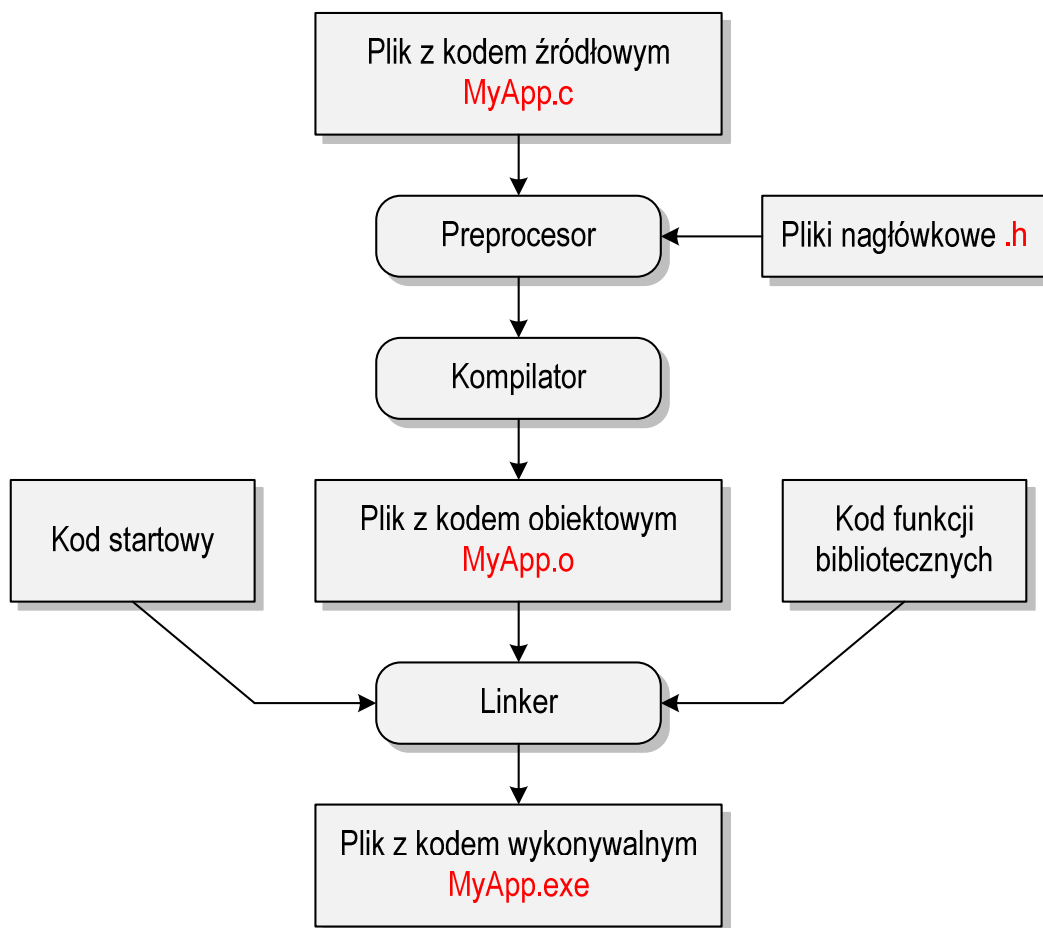 Plik z kodem źródłowym
MyApp.c
Preprocesor
Pliki nagłówkowe .h
Kompilator
Kod startowy
Plik z kodem obiektowym
MyApp.o
Kod funkcji
bibliotecznych
Linker
Plik z kodem wykonywalnym
MyApp.exe